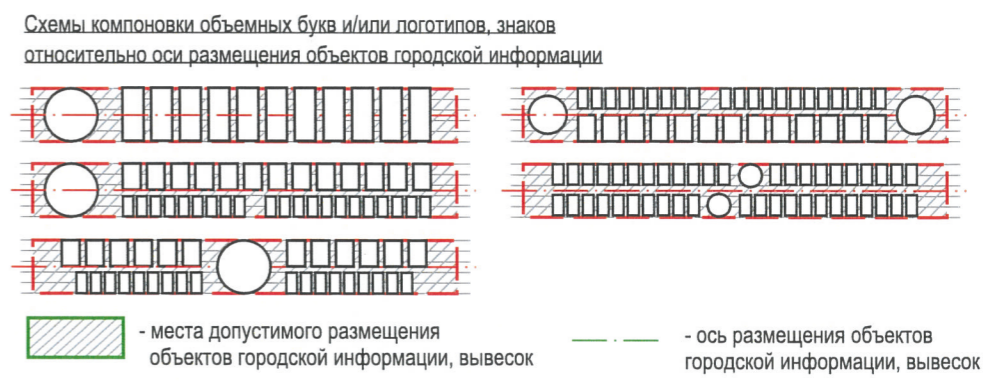 Схемы компоновки объемных букв и/или логотипов, знаков
относительно оси размещения объектов городской информации
- места допустимого размещения
объектов городской информации, вывесок
- ось размещения объектов
городской информации, вывесок